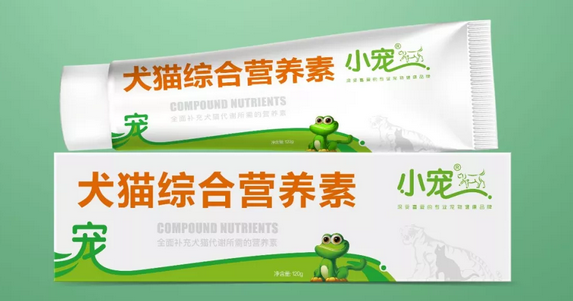 犬猫综合营养素
小宠®
COMPOUND NUTRIENTS
全面补充犬猫代谢所需的营养素
宠
犬猫综合营养素
小宠®
COMPOUND NUTRIENTS
全面补充犬猫代谢所需的营养素
宠
净含量:120g